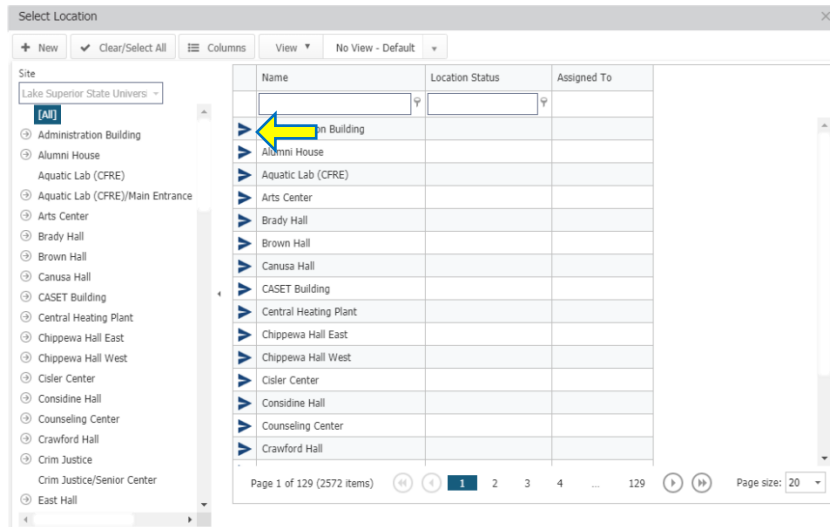 Select Location
New Clear/Select All Columns View No View - Default
Site
Lake Superior State Univers
[All]
Administration Building
Alumni House
Aquatic Lab (CFRE)
Aquatic Lab (CFRE)/Main Entrance
Arts Center
Brady Hall
Brown Hall
Canusa Hall
CASET Building
Central Heating Plant
Chippewa Hall East
Chippewa Hall West
Cisler Center
Considine Hall
Counseling Center
Crawford Hall
Crim Justice
Crim Justice/Senior Center
East Hall
Name Location Status Assigned To
Building
Alumni House
Aquatic Lab (CFRE)
Arts Center
Brady Hall
Brown Hall
Canusa Hall
CASET Building
Central Heating Plant
Chippewa Hall East
Chippewa Hall West
Cisler Center
Considine Hall
Counseling Center
Crawford Hall
Page 1 of 129 (2572 items) 1 2 3 4 ... 129 Page size: 20